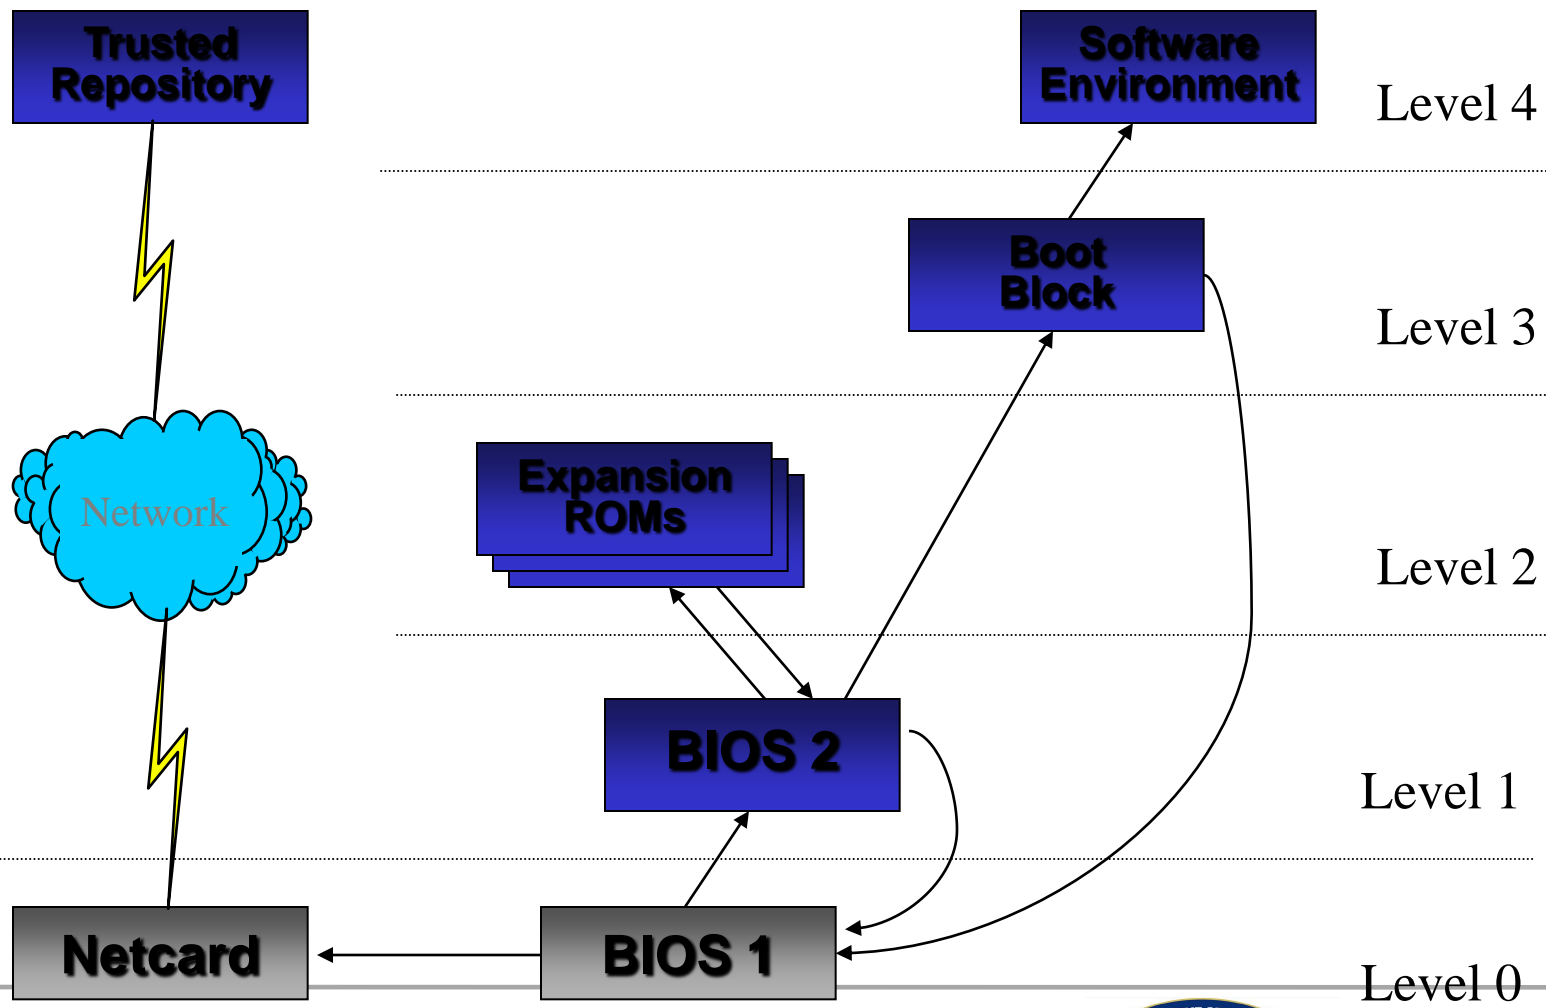 Trusted
Repository
Software
Environment
Level 4
Boot
Block
Level 3
Expansion
ROMs
Network
Level 2
BIOS 2
Level 1
Netcard
BIOS 1
Level 0